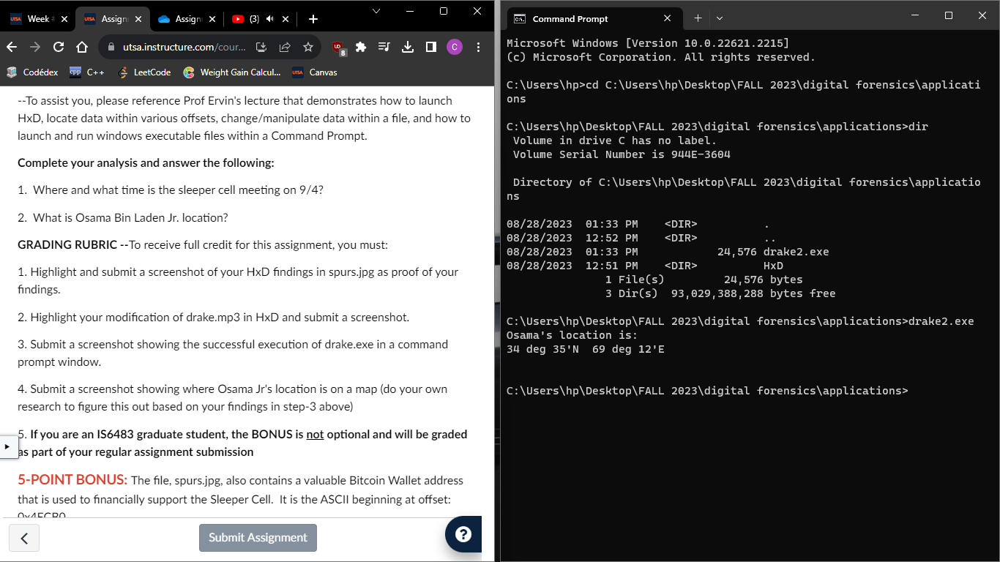 Week
Assign
Assign
(3)
utsa.instructure.com/cour...
8
C
Codédex
cpp C++
LeetCode
Weight Gain Calcul...
UTSA Canvas
--To assist you, please reference Prof Ervin's lecture that demonstrates how to launch
HxD, locate data within various offsets, change/manipulate data within a file, and how to
launch and run windows executable files within a Command Prompt.
Complete your analysis and answer the following:
1. Where and what time is the sleeper cell meeting on 9/4?
2. What is Osama Bin Laden Jr. location?
GRADING RUBRIC --To receive full credit for this assignment, you must:
1. Highlight and submit a screenshot of your HxD findings in spurs.jpg as proof of your
findings.
2. Highlight your modification of drake.mp3 in HxD and submit a screenshot.
3. Submit a screenshot showing the successful execution of drake.exe in a command
prompt window.
4. Submit a screenshot showing where Osama Jr's location is on a map (do your own
research to figure this out based on your findings in step-3 above)
5. If you are an IS6483 graduate student, the BONUS is not optional and will be graded
as part of your regular assignment submission
5-POINT BONUS: The file, spurs.jpg, also contains a valuable Bitcoin Wallet address
that is used to financially support the Sleeper Cell. It is the ASCII beginning at offset:
Submit Assignment
?
Command Prompt
Microsoft Windows [Version 10.0.22621.2215]
(c) Microsoft Corporation. All rights reserved.
C:\Users\hp>cd C:\Users\hp\Desktop\FALL 2023\digital forensics\applicati
ons
C:\Users\hp\Desktop\FALL 2023\digital forensics\applications>dir
Volume in drive C has no label.
Volume Serial Number is 944E-3604
Directory of C:\Users\hp\Desktop\FALL 2023\digital forensics\applicatio
ns
08/28/2023 01:33 PM <DIR> .
08/28/2023 12:52 PM <DIR> ..
08/28/2023 01:33 PM 24,576 drake2.exe
08/28/2023 12:51 PM <DIR> HxD
1 File(s) 24,576 bytes
3 Dir(s) 93,029,388,288 bytes free
C:\Users\hp\Desktop\FALL 2023\digital forensics\applications>drake2.exe
Osama's location is:
34 deg 35'N 69 deg 12'E
C:\Users\hp\Desktop\FALL 2023\digital forensics\applications>